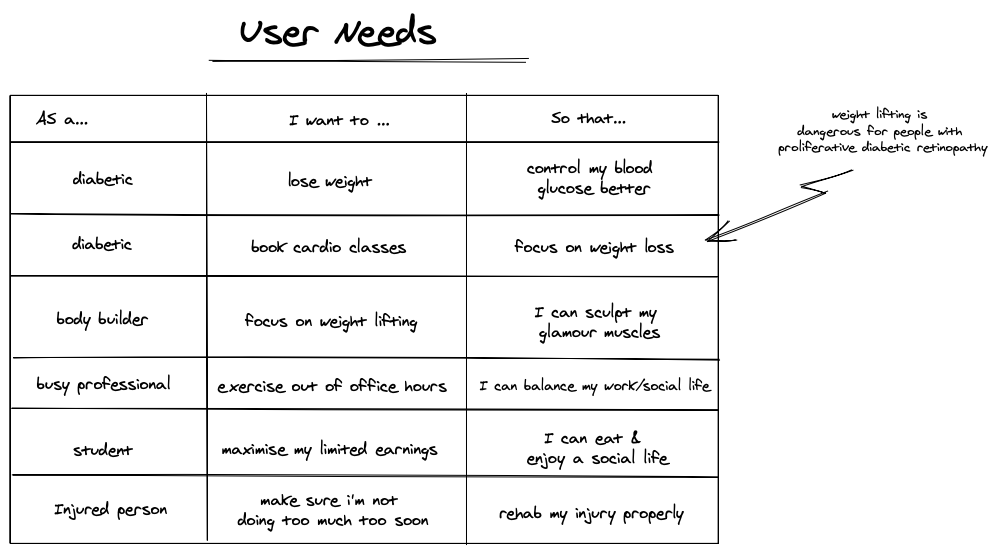 User Needs
AS a...
I want to ...
So that...
diabetic
lose weight
control my blood
glucose better
diabetic
book cardio classes
focus on weight loss
body builder
focus on weight lifting
I can sculpt my
glamour muscles
busy professional
exercise out of office hours
I can balance my work/social life
student
maximise my limited earnings
I can eat &
enjoy a social life
Injured person
make sure i'm not
doing too much too soon
rehab my injury properly
weight lifting is
dangerous for people with
proliferative diabetic retinopathy